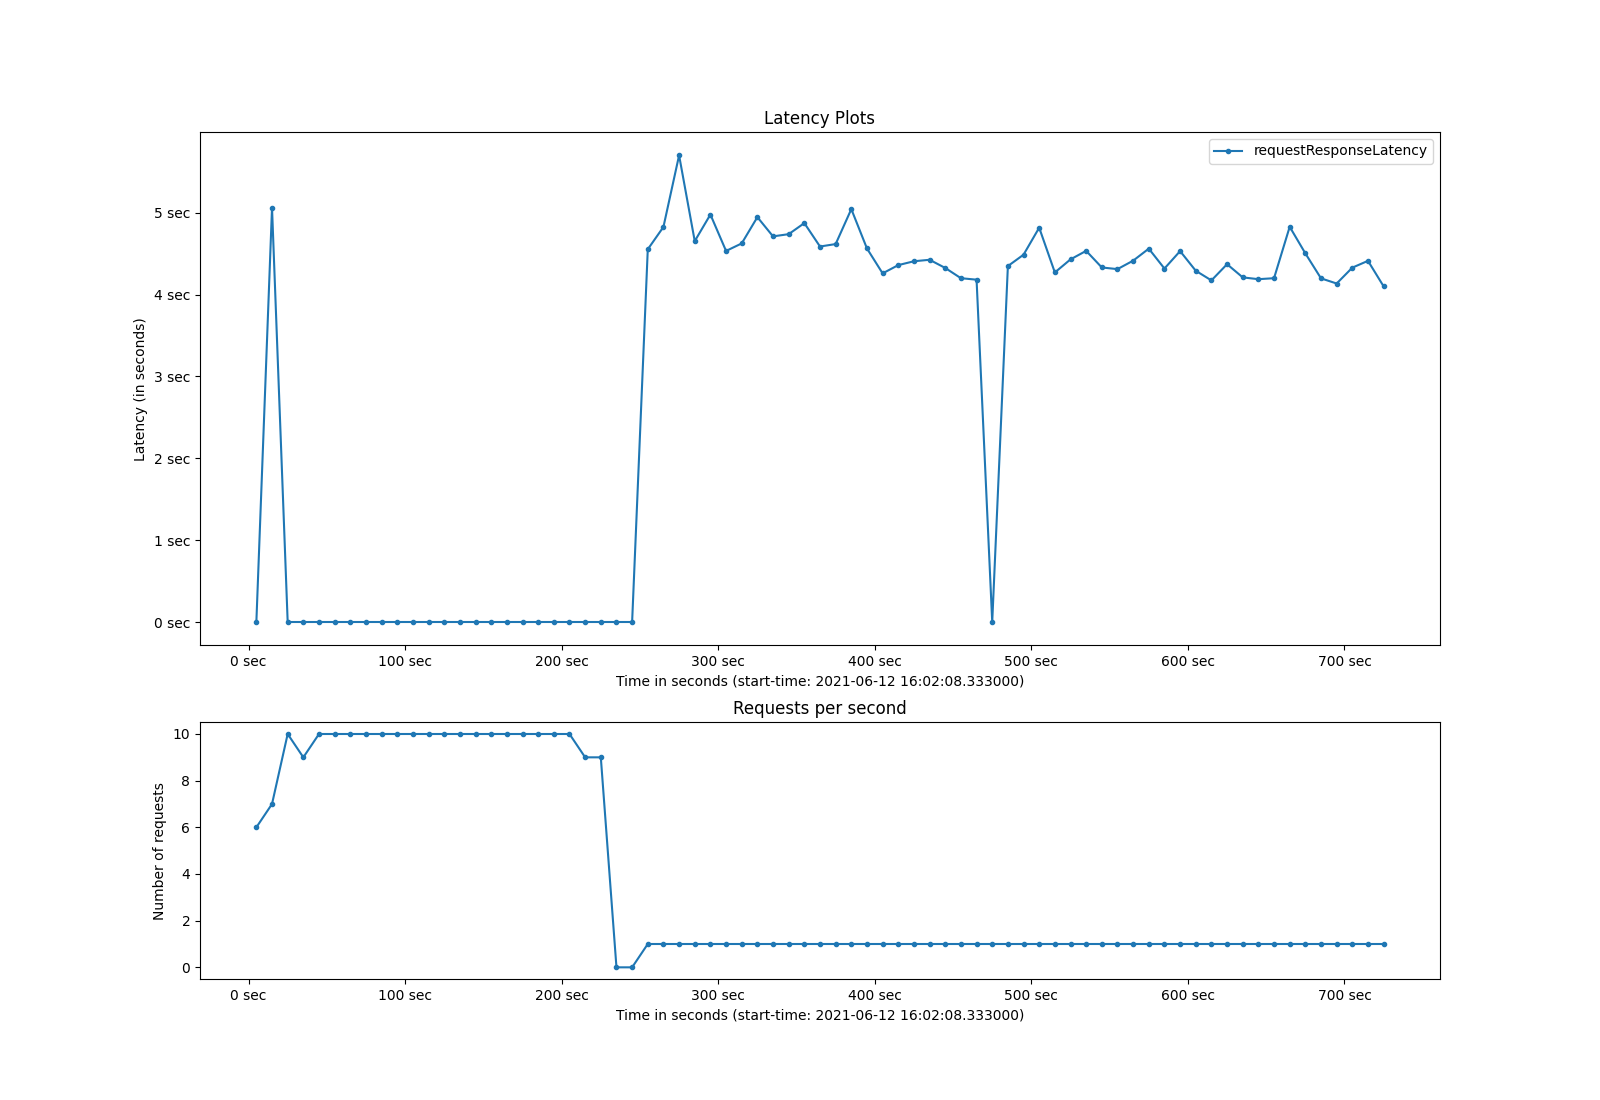 Latency Plots
requestResponseLatency
5 sec
4 sec
3 sec
2 sec
1 sec
0 sec
Latency (in seconds)
0 sec 100 sec 200 sec 300 sec 400 sec 500 sec 600 sec 700 sec
Time in seconds (start-time: 2021-06-12 16:02:08.333000)
Requests per second
10
8
6
4
2
0
Number of requests
0 sec 100 sec 200 sec 300 sec 400 sec 500 sec 600 sec 700 sec
Time in seconds (start-time: 2021-06-12 16:02:08.333000)